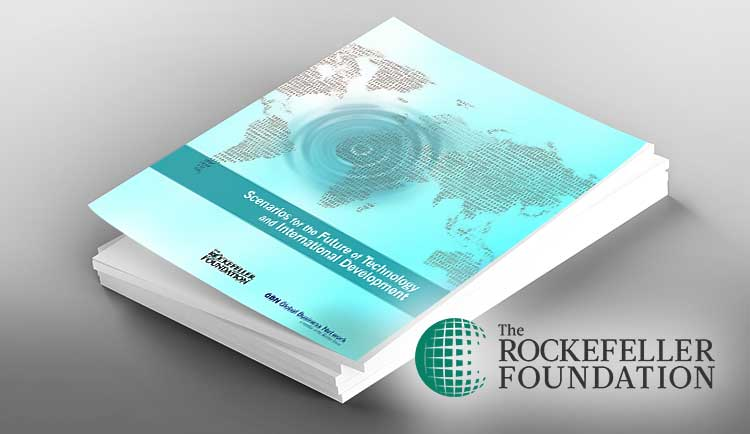 Scenarios for the Future of Technology
and International Development
The
ROCKEFELLER
FOUNDATION
GBN Global Business Network
The
ROCKEFELLER
FOUNDATION